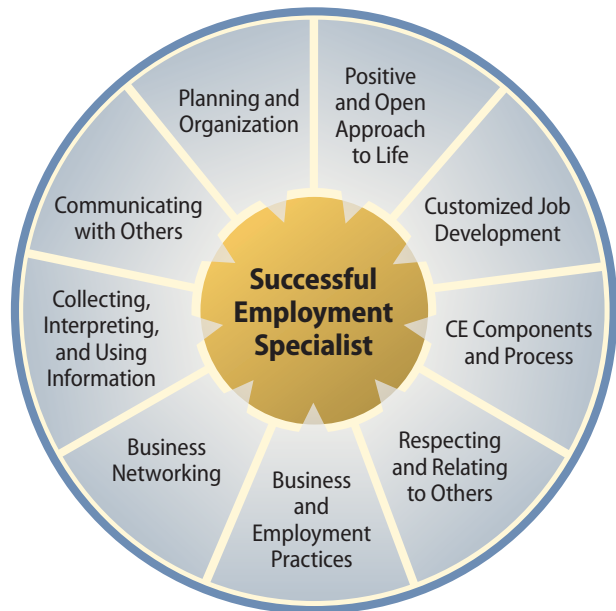 Positive
and Open
Approach
to Life
Customized Job
Development
CE Components
and Process
Respecting
and Relating
to Others
Business
and
Employment
Practices
Business
Networking
Collecting,
Interpreting,
and Using
Information
Communicating
with Others
Planning and
Organization
Successful
Employment
Specialist